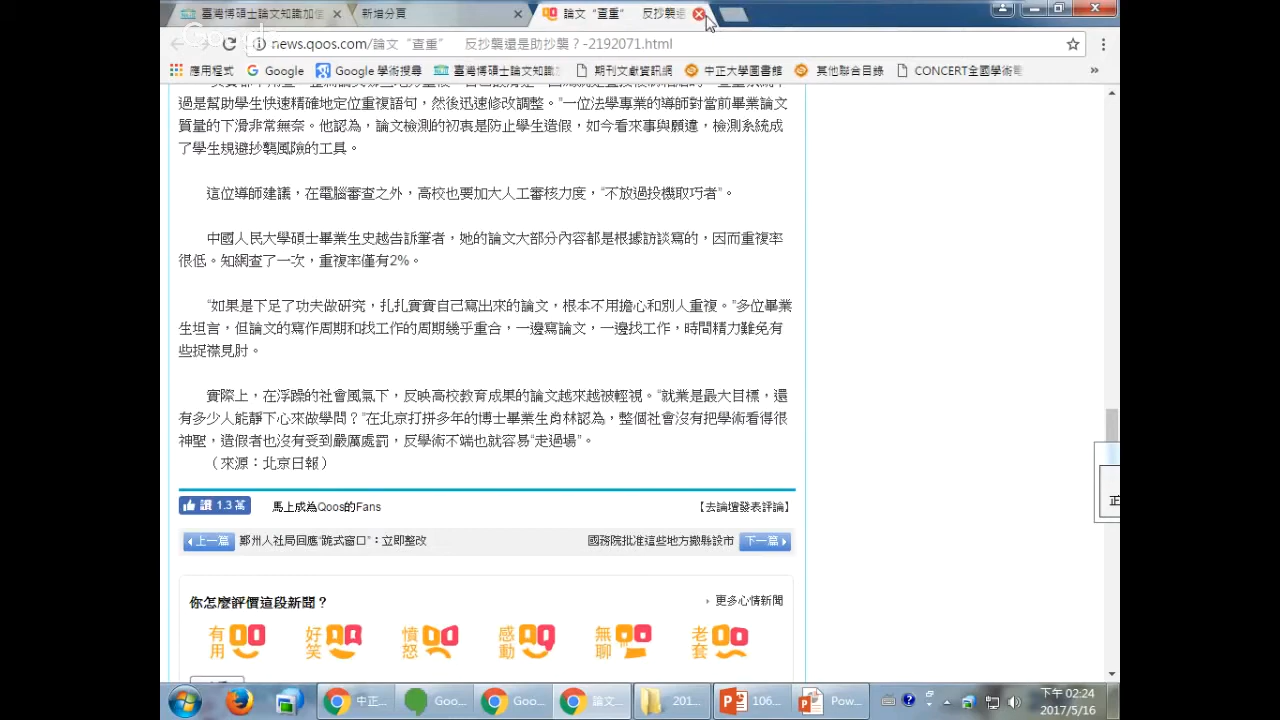 臺灣博碩士論文知識加值
新增分頁
論文“查重” 反抄襲還
news.qoos.com/論文“查重” 反抄襲還是助抄襲？-2192071.html
應用程式
Google
Google 學術搜尋
臺灣博碩士論文知識
期刊文獻資訊網
中正大學圖書館
其他聯合目錄
CONCERT全國學術電
»
過是幫助學生快速精確地定位重複語句，然後迅速修改調整。”一位法學專業的導師對當前畢業論文
質量的下滑非常無奈。他認為，論文檢測的初衷是防止學生造假，如今看來事與願違，檢測系統成
了學生規避抄襲風險的工具。
這位導師建議，在電腦審查之外，高校也要加大人工審核力度，“不放過投機取巧者”。
中國人民大學碩士畢業生史越告訴筆者，她的論文大部分內容都是根據訪談寫的，因而重複率
很低。知網查了一次，重複率僅有2%。
“如果是下足了功夫做研究，扎扎實實自己寫出來的論文，根本不用擔心和別人重複。”多位畢業
生坦言，但論文的寫作周期和找工作的周期幾乎重合，一邊寫論文，一邊找工作，時間精力難免有
些捉襟見肘。
實際上，在浮躁的社會風氣下，反映高校教育成果的論文越來越被輕視。“就業是最大目標，還
有多少人能靜下心來做學問？”在北京打拼多年的博士畢業生肖林認為，整個社會沒有把學術看得很
神聖，造假者也沒有受到嚴厲處罰，反學術不端也就容易“走過場”。
（來源：北京日報）
讚 1.3 萬
馬上成為Qoos的Fans
【去論壇發表評論】
上一篇
鄭州人社局回應“跪式窗口”：立即整改
國務院批准這些地方撤縣設市
下一篇
你怎麼評價這段新聞？
更多心情新聞
有用
好笑
憤怒
感動
無聊
老套
正
中正...
Goo...
Goo...
論文...
201...
106...
Pow...
下午 02:24
2017/5/16